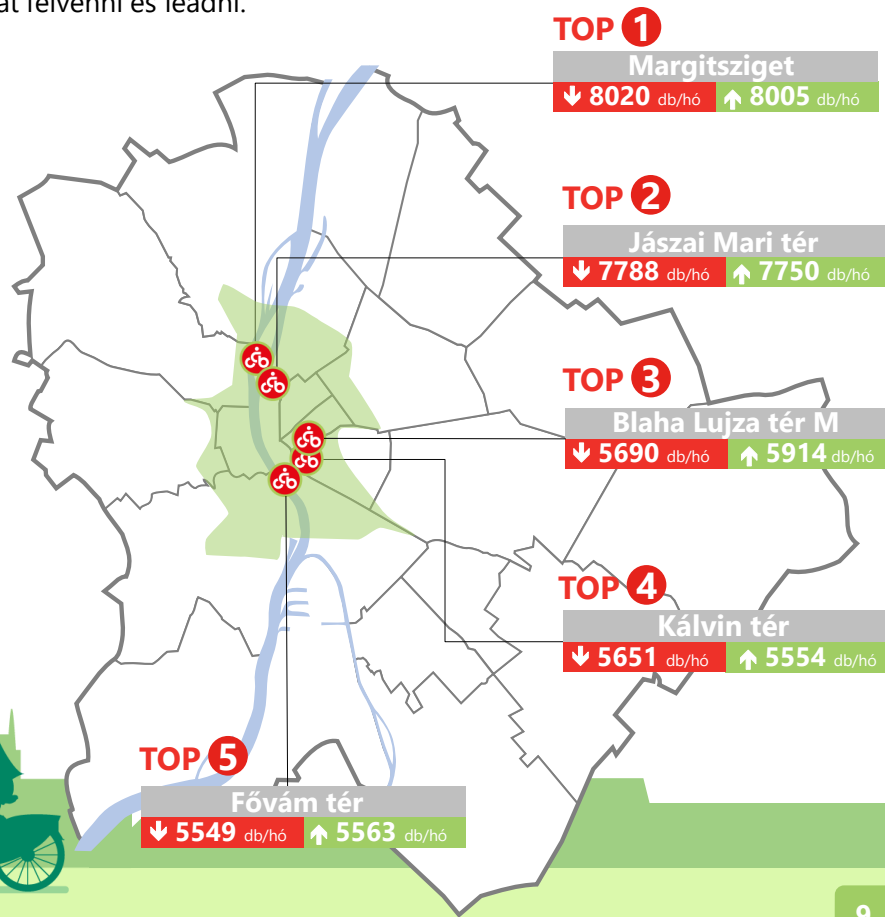 át felvenni és leadni.
TOP 1
Margitsziget
8020 db/hó 8005 db/hó
TOP 2
Jászai Mari tér
7788 db/hó 7750 db/hó
TOP 3
Blaha Lujza tér M
5690 db/hó 5914 db/hó
TOP 4
Kálvin tér
5651 db/hó 5554 db/hó
TOP 5
Fővám tér
5549 db/hó 5563 db/hó
9